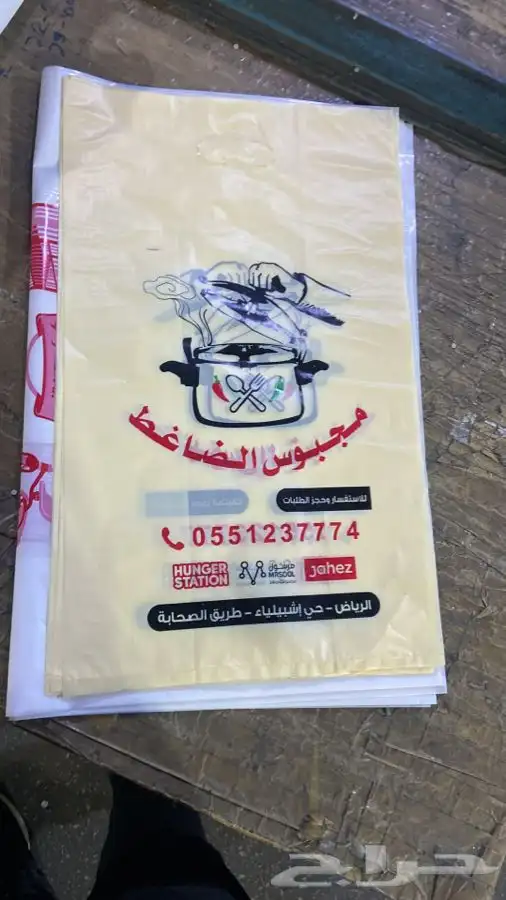 مجبوس الضاغط
للاستفسار وحجز الطلبات
0551237774
HUNGER STATION
مرسول
MRSOOL
jahez
الرياض - حي إشبيلياء - طريق الصحابة
حراج